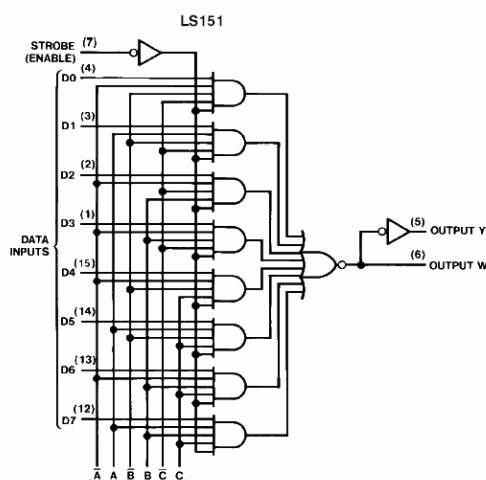 LS151
STROBE (7)
(ENABLE)
(4)
D0
(3)
D1
(2)
D2
(1)
D3
DATA
INPUTS
(15)
D4
(14)
D5
(13)
D6
(12)
D7
(5)
OUTPUT Y
(6)
OUTPUT W
A̅ A B̅ B C̅ C